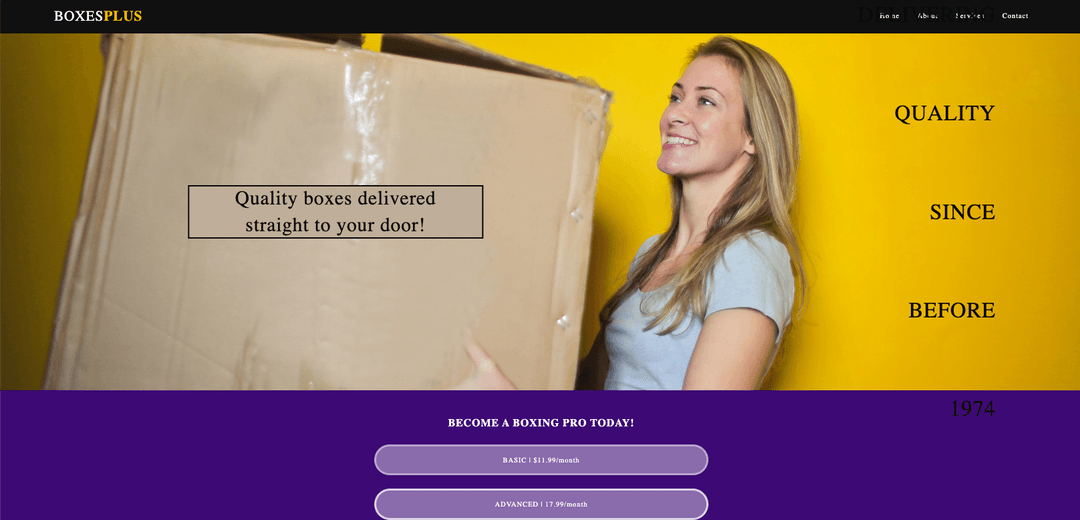 BOXESPLUS
DELIVERING
Home About Services Contact
QUALITY
Quality boxes delivered
straight to your door!
SINCE
BEFORE
1974
BECOME A BOXING PRO TODAY!
BASIC | $11.99/month
ADVANCED | 17.99/month